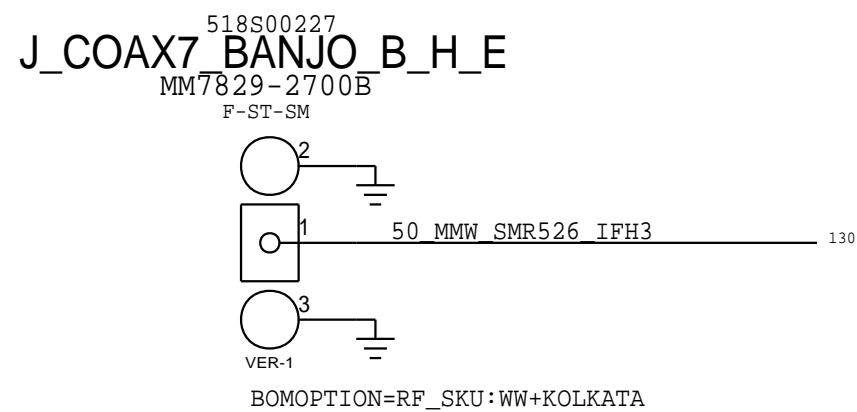 518S00227
J_COAX7_BANJO_B_H_E
MM7829-2700B
F-ST-SM
2
1
50_MMW_SMR526_IFH3
130
3
VER-1
BOMOPTION=RF_SKU:WW+KOLKATA